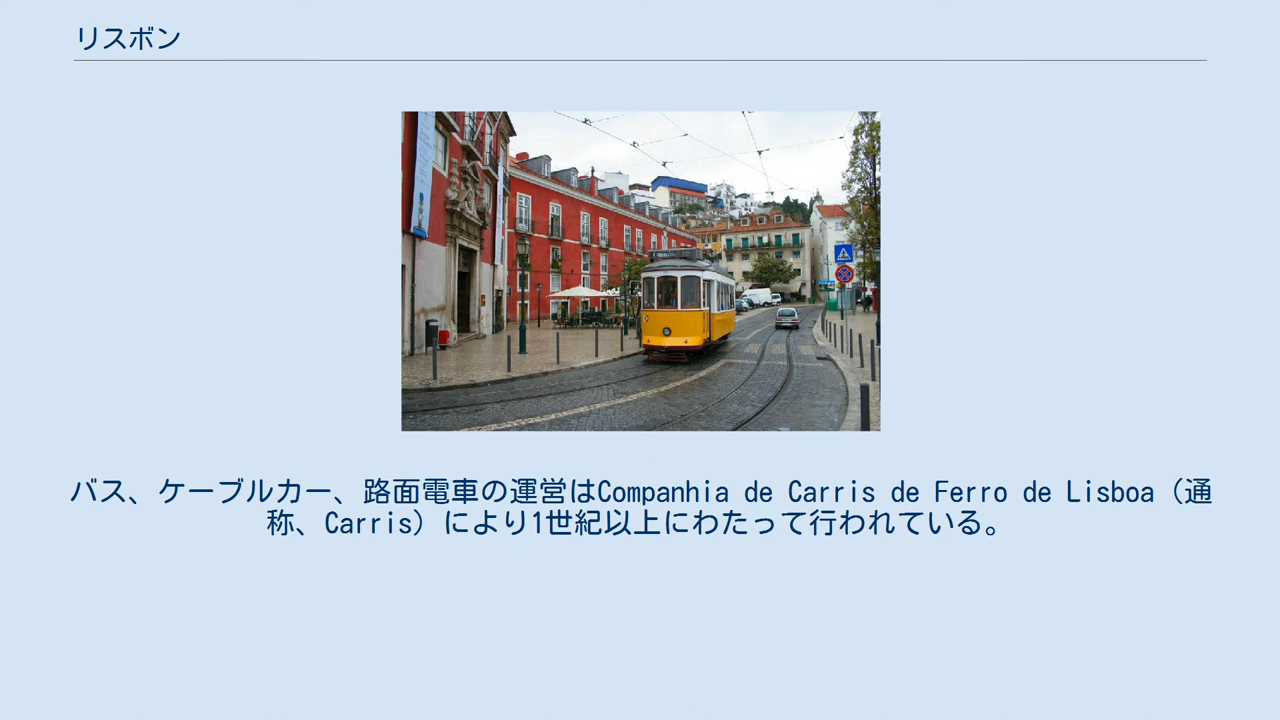 リスボン
バス、ケーブルカー、路面電車の運営はCompanhia de Carris de Ferro de Lisboa（通
称、Carris）により1世紀以上にわたって行われている。